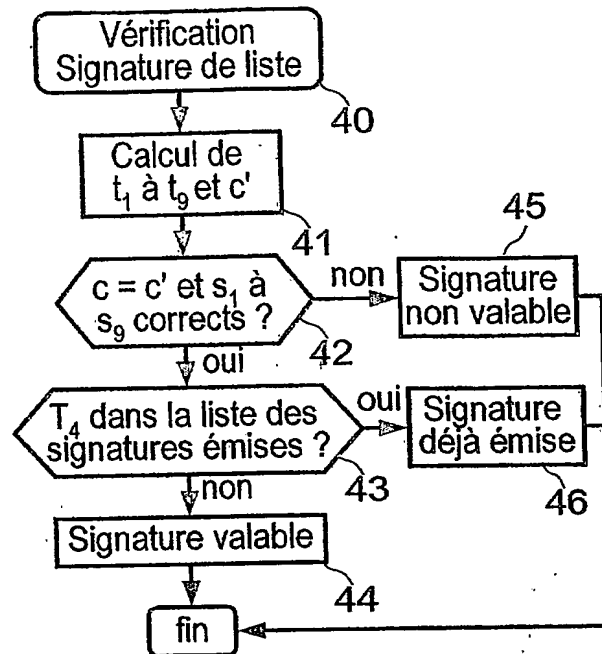 Vérification
Signature de liste
40
Calcul de
t₁ à t₉ et c'
41
c = c' et s₁ à
s₉ corrects ?
42
non
45
Signature
non valable
oui
T₄ dans la liste des
signatures émises ?
43
oui
Signature
déjà émise
46
non
Signature valable
44
fin